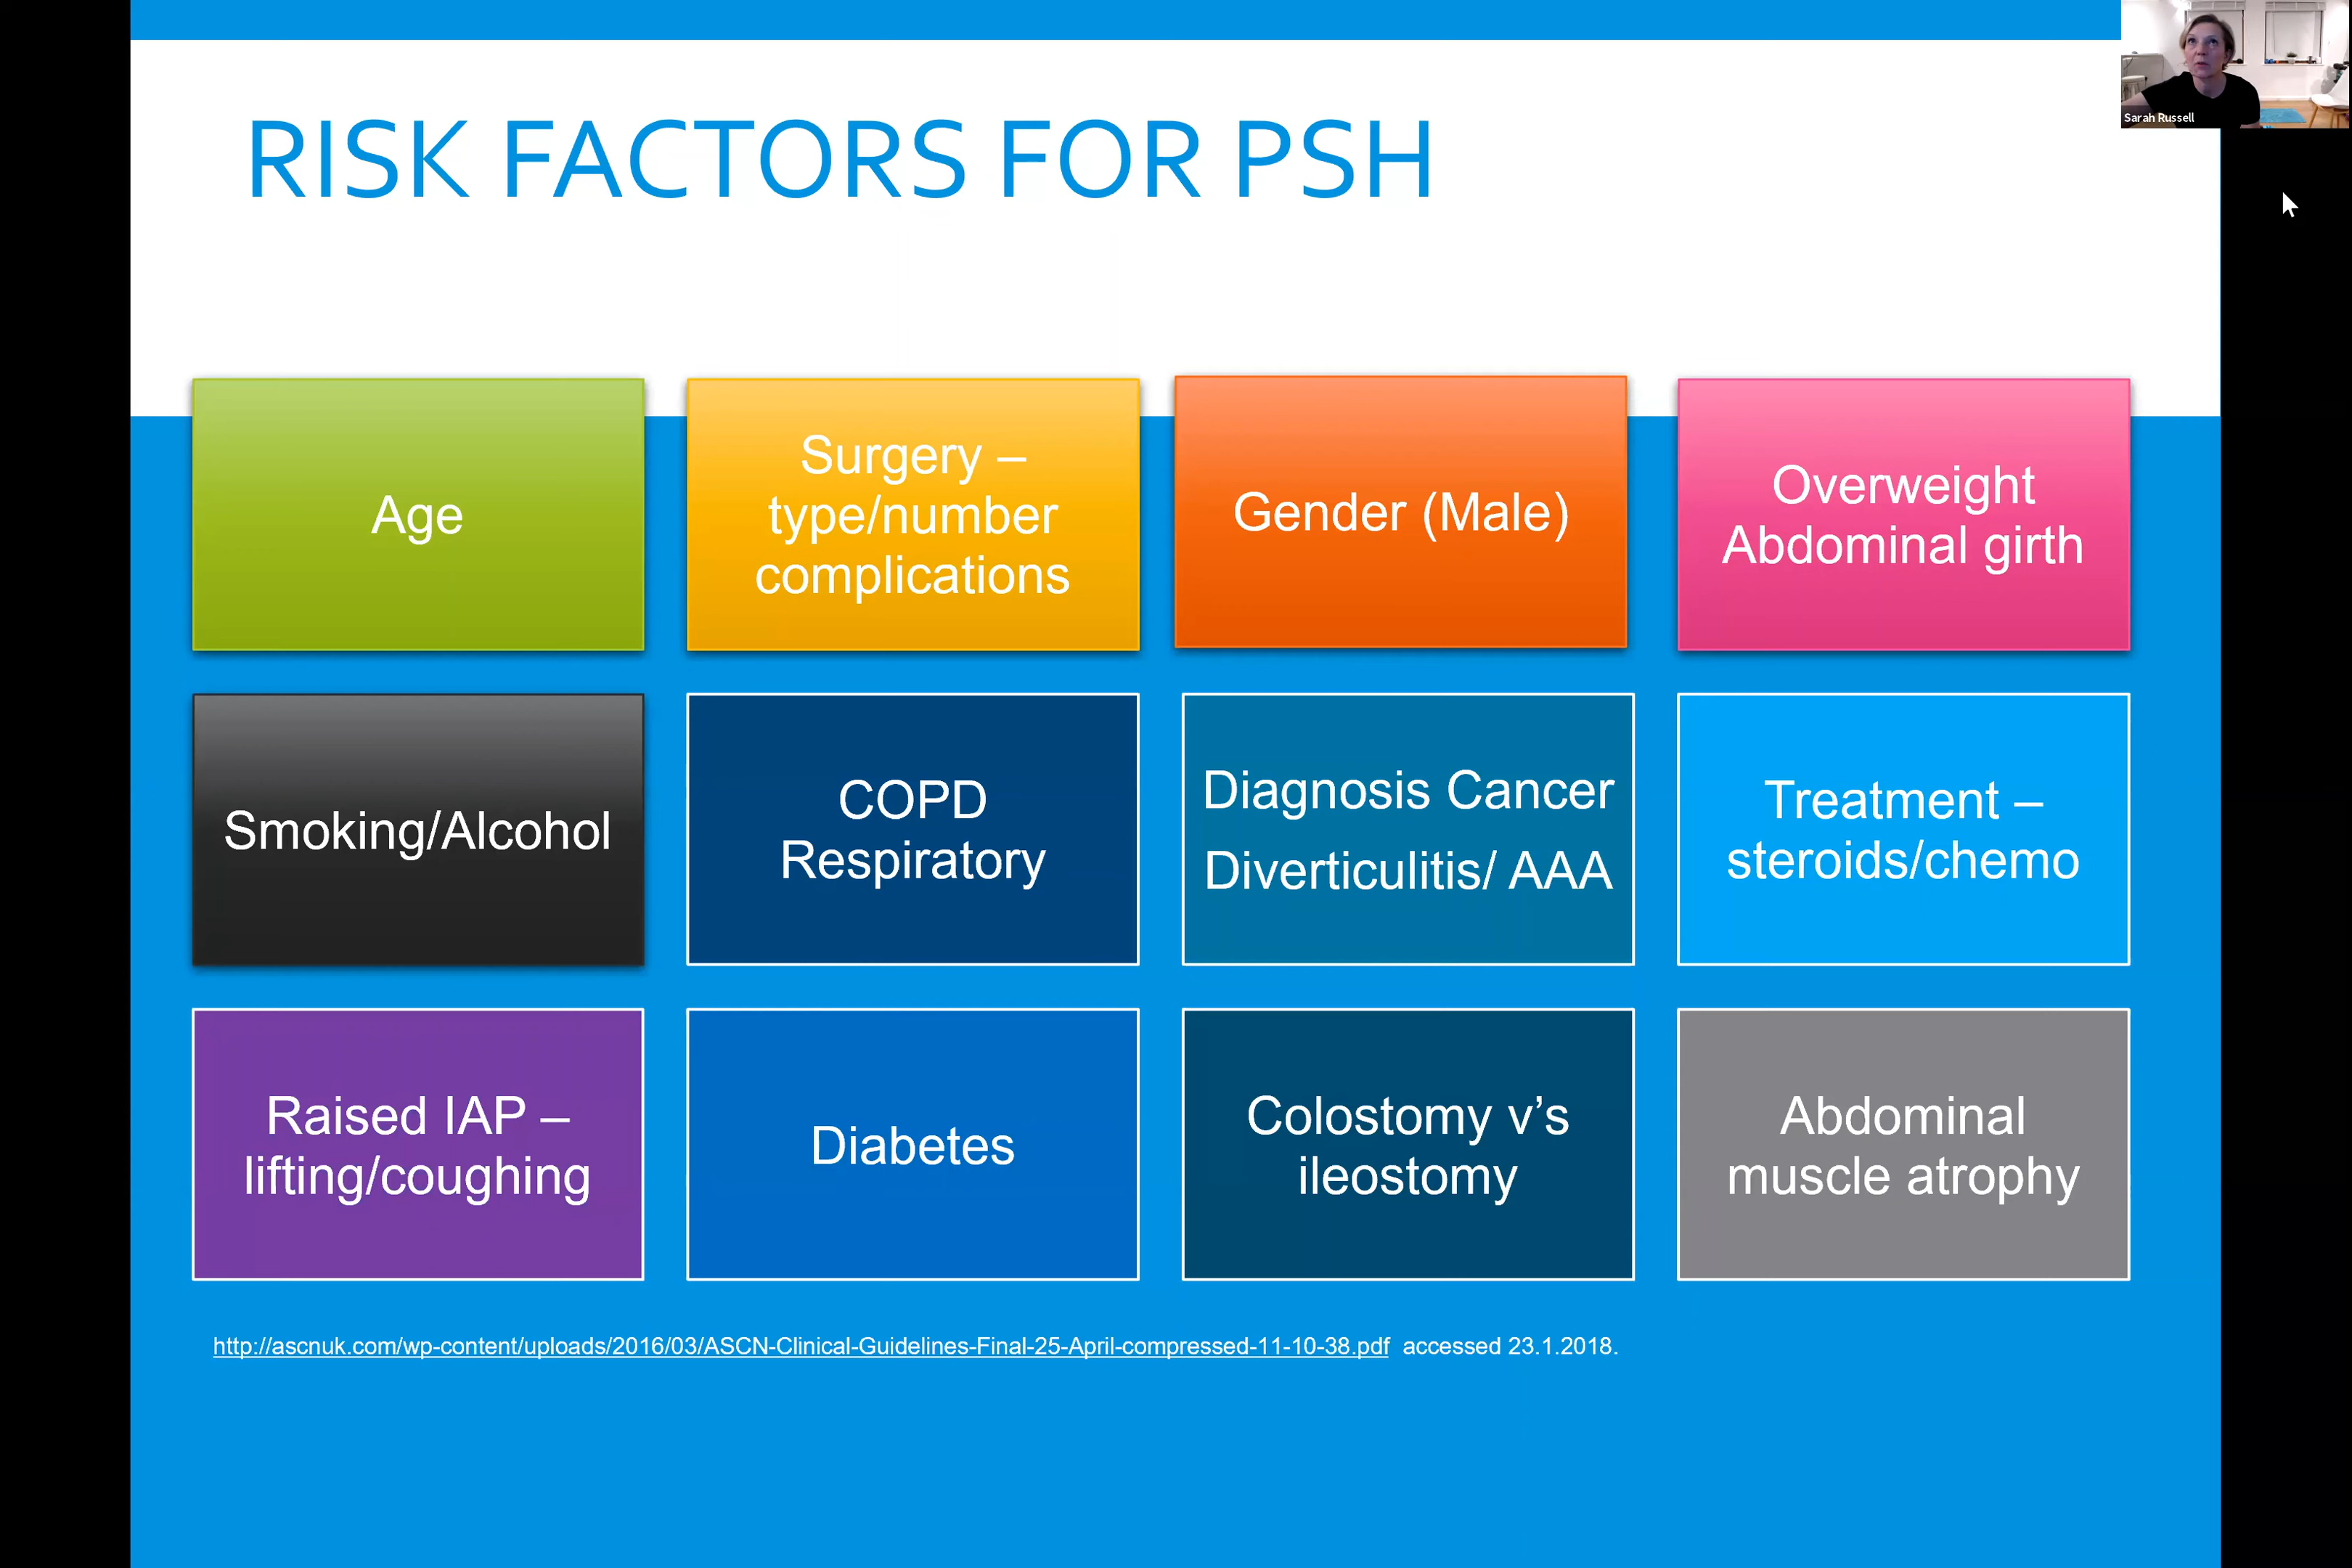 Sarah Russell
RISK FACTORS FOR PSH
Age
Surgery –
type/number
complications
Gender (Male)
Overweight
Abdominal girth
Smoking/Alcohol
COPD
Respiratory
Diagnosis Cancer
Diverticulitis/ AAA
Treatment –
steroids/chemo
Raised IAP –
lifting/coughing
Diabetes
Colostomy v’s
ileostomy
Abdominal
muscle atrophy
http://ascnuk.com/wp-content/uploads/2016/03/ASCN-Clinical-Guidelines-Final-25-April-compressed-11-10-38.pdf accessed 23.1.2018.